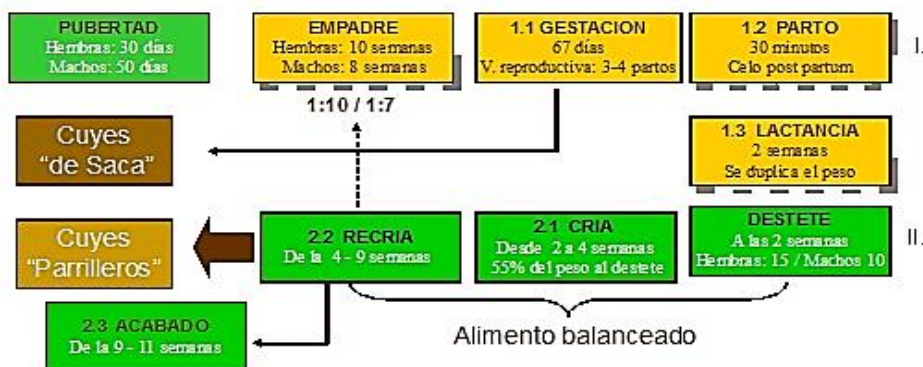 PUBERTAD
Hembras: 30 días
Machos: 50 días
EMPADRE
Hembras: 10 semanas
Machos: 8 semanas
1.1 GESTACION
67 días
V. reproductiva: 3-4 partos
1.2 PARTO
30 minutos
Celo post partum
I.
1:10 / 1:7
Cuyes
“de Saca”
1.3 LACTANCIA
2 semanas
Se duplica el peso
Cuyes
“Parrilleros”
2.2 RECRIA
De la 4 - 9 semanas
2.1 CRIA
Desde 2 a 4 semanas
55% del peso al destete
DESTETE
A las 2 semanas
Hembras: 15 / Machos 10
II.
2.3 ACABADO
De la 9 - 11 semanas
Alimento balanceado